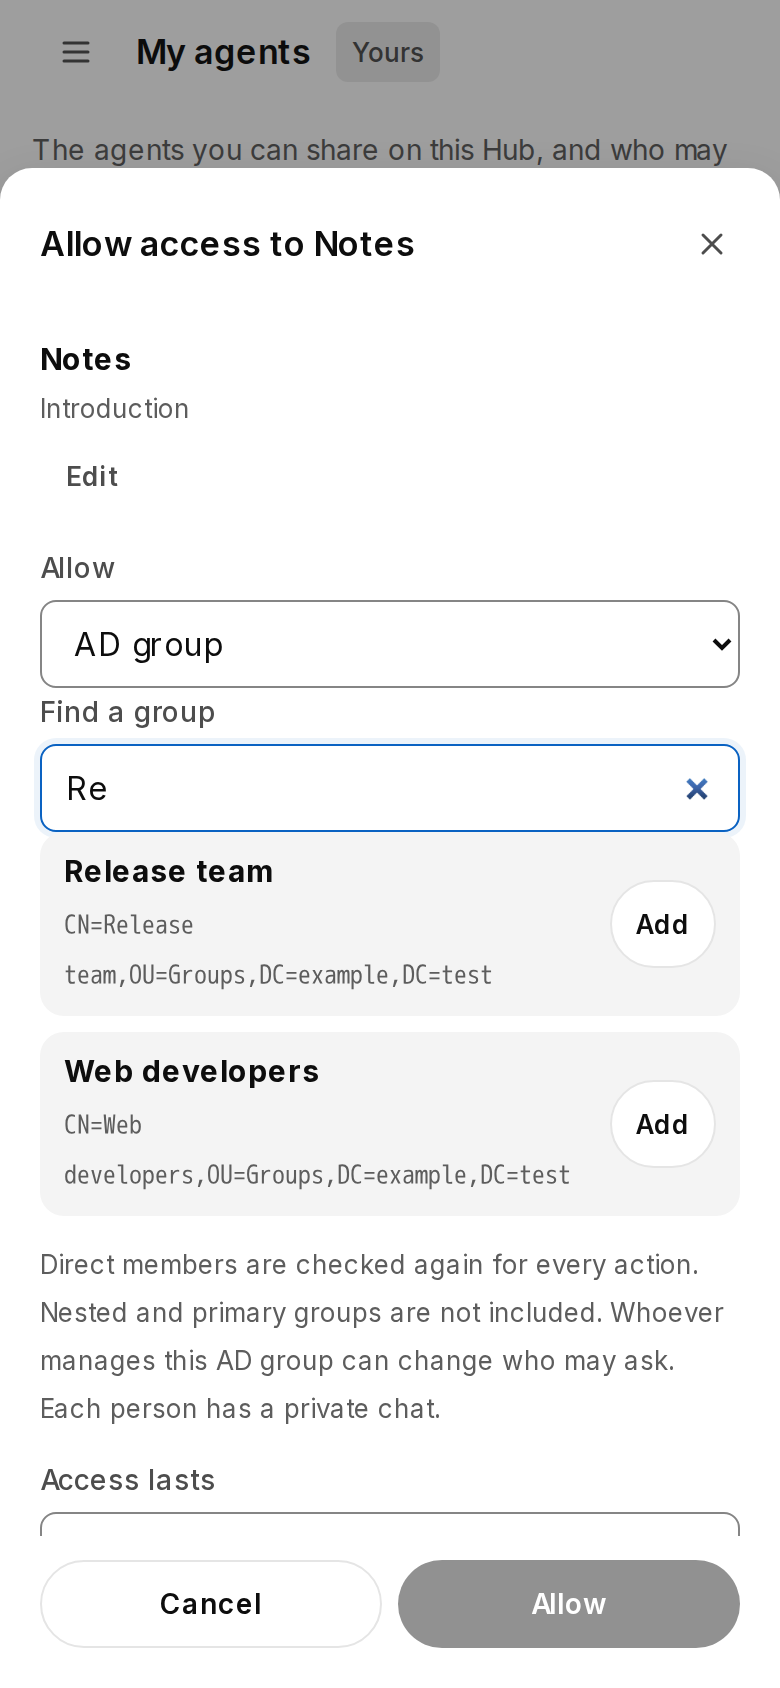 My agents
Yours
The agents you can share on this Hub, and who may
Allow access to Notes
Notes
Introduction
Edit
Allow
AD group
Find a group
Re
Release team
CN=Release
team,OU=Groups,DC=example,DC=test
Add
Web developers
CN=Web
developers,OU=Groups,DC=example,DC=test
Add
Direct members are checked again for every action.
Nested and primary groups are not included. Whoever
manages this AD group can change who may ask.
Each person has a private chat.
Access lasts
Cancel
Allow